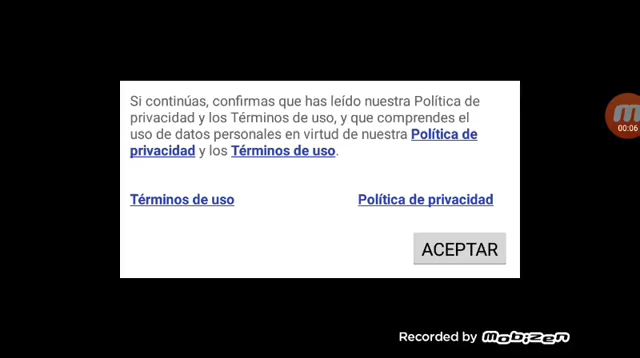 Si continúas, confirmas que has leído nuestra Política de
privacidad y los Términos de uso, y que comprendes el
uso de datos personales en virtud de nuestra Política de
privacidad y los Términos de uso.
Términos de uso Política de privacidad
ACEPTAR
00:06
Recorded by Mobizen